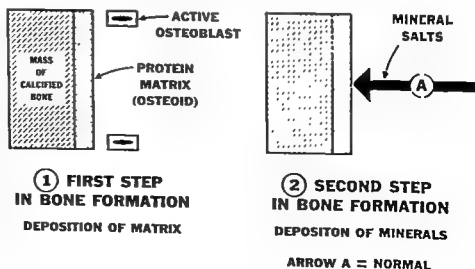 ACTIVE
OSTEOBLAST
MASS
OF
CALCIFIED
BONE
PROTEIN
MATRIX
(OSTEOID)
1 FIRST STEP
IN BONE FORMATION
DEPOSITION OF MATRIX
MINERAL
SALTS
A
2 SECOND STEP
IN BONE FORMATION
DEPOSITON OF MINERALS
ARROW A = NORMAL